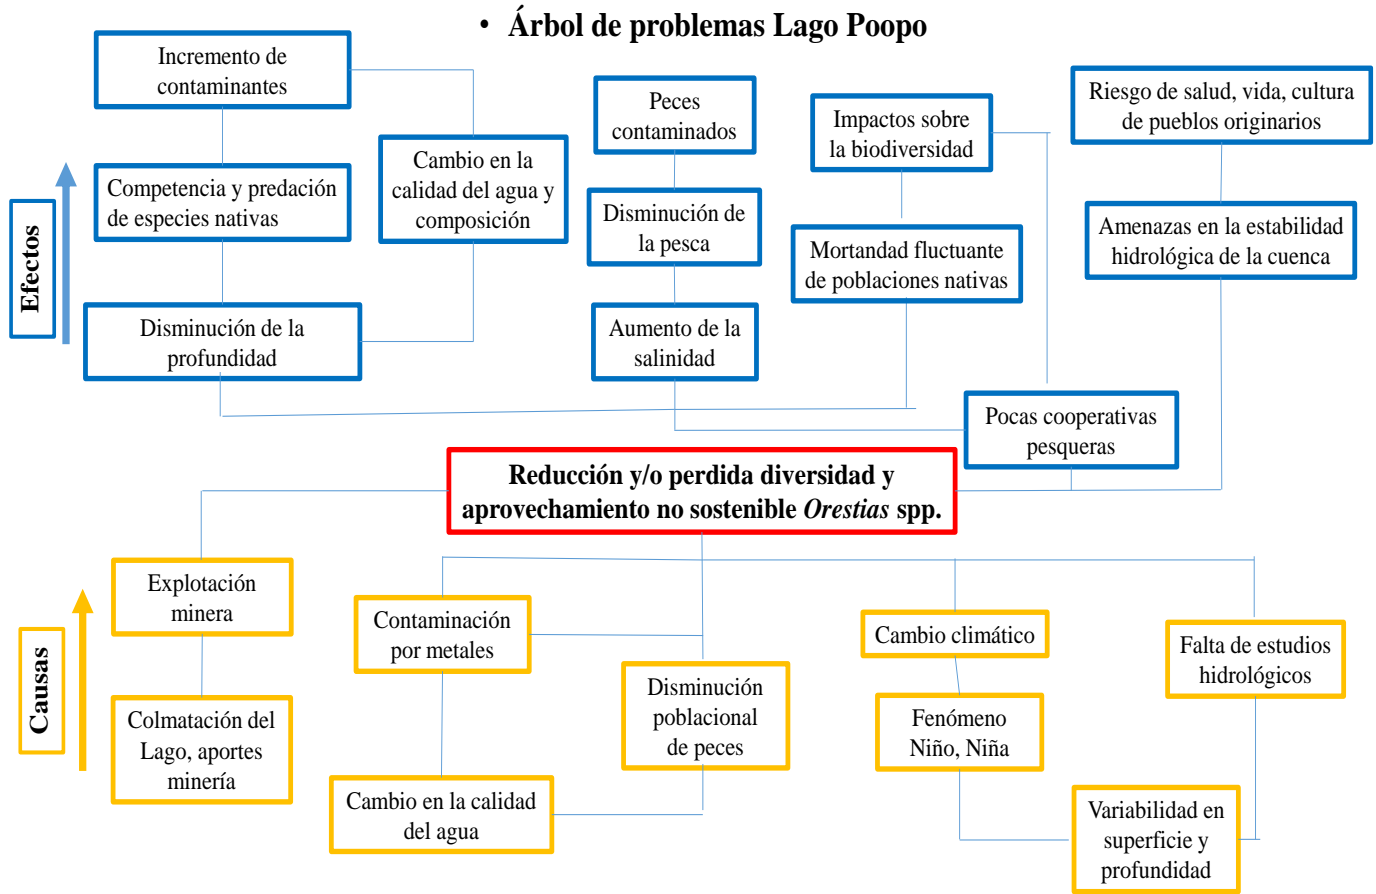 • Árbol de problemas Lago Poopo
Incremento de
contaminantes
Peces
contaminados
Impactos sobre
la biodiversidad
Riesgo de salud, vida, cultura
de pueblos originarios
Competencia y predación
de especies nativas
Cambio en la
calidad del agua y
composición
Disminución de
la pesca
Mortandad fluctuante
de poblaciones nativas
Amenazas en la estabilidad
hidrológica de la cuenca
Efectos
Disminución de la
profundidad
Aumento de la
salinidad
Pocas cooperativas
pesqueras
Reducción y/o perdida diversidad y
aprovechamiento no sostenible Orestias spp.
Explotación
minera
Contaminación
por metales
Cambio climático
Falta de estudios
hidrológicos
Causas
Colmatación del
Lago, aportes
minería
Disminución
poblacional
de peces
Fenómeno
Niño, Niña
Cambio en la calidad
del agua
Variabilidad en
superficie y
profundidad